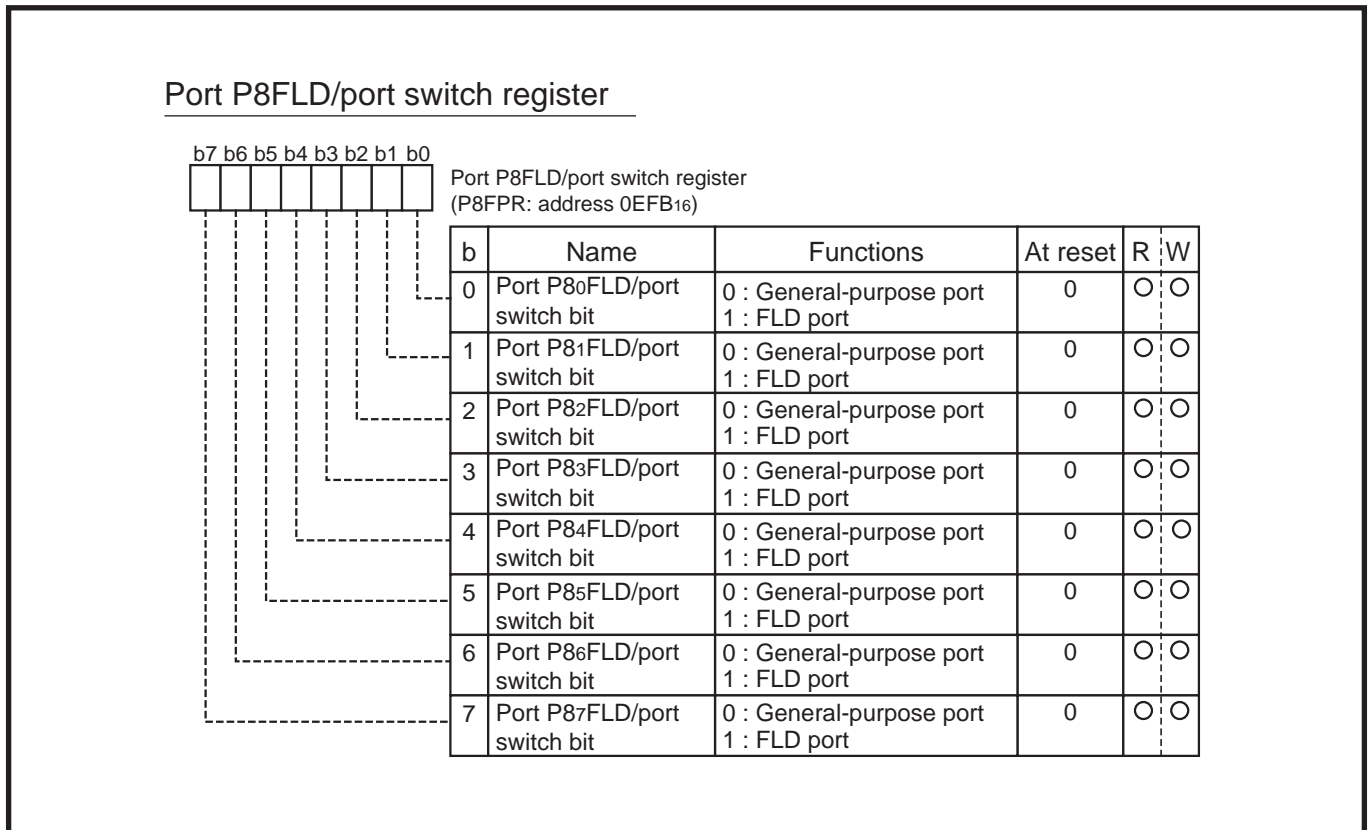 Port P8FLD/port switch register
b7 b6 b5 b4 b3 b2 b1 b0
Port P8FLD/port switch register
(P8FPR: address 0EFB16)
b Name Functions At reset R W
0 Port P80FLD/port switch bit 0 : General-purpose port 0 ○ ○
1 : FLD port
1 Port P81FLD/port switch bit 0 : General-purpose port 0 ○ ○
1 : FLD port
2 Port P82FLD/port switch bit 0 : General-purpose port 0 ○ ○
1 : FLD port
3 Port P83FLD/port switch bit 0 : General-purpose port 0 ○ ○
1 : FLD port
4 Port P84FLD/port switch bit 0 : General-purpose port 0 ○ ○
1 : FLD port
5 Port P85FLD/port switch bit 0 : General-purpose port 0 ○ ○
1 : FLD port
6 Port P86FLD/port switch bit 0 : General-purpose port 0 ○ ○
1 : FLD port
7 Port P87FLD/port switch bit 0 : General-purpose port 0 ○ ○
1 : FLD port